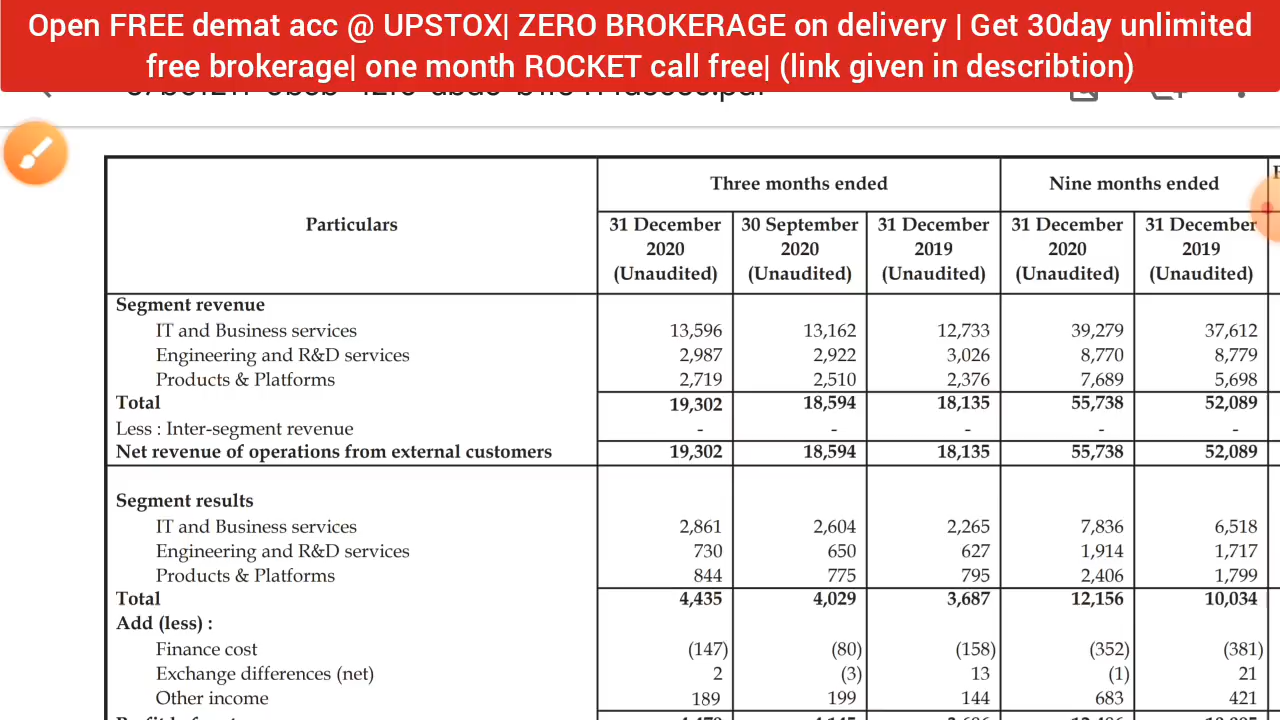 Open FREE demat acc @ UPSTOX| ZERO BROKERAGE on delivery | Get 30day unlimited
free brokerage| one month ROCKET call free| (link given in describtion)
Three months ended Nine months ended
Particulars 31 December 30 September 31 December 31 December 31 December
2020 2020 2019 2020 2019
(Unaudited) (Unaudited) (Unaudited) (Unaudited) (Unaudited)
Segment revenue
IT and Business services 13,596 13,162 12,733 39,279 37,612
Engineering and R&D services 2,987 2,922 3,026 8,770 8,779
Products & Platforms 2,719 2,510 2,376 7,689 5,698
Total 19,302 18,594 18,135 55,738 52,089
Less : Inter-segment revenue - - - - -
Net revenue of operations from external customers 19,302 18,594 18,135 55,738 52,089
Segment results
IT and Business services 2,861 2,604 2,265 7,836 6,518
Engineering and R&D services 730 650 627 1,914 1,717
Products & Platforms 844 775 795 2,406 1,799
Total 4,435 4,029 3,687 12,156 10,034
Add (less) :
Finance cost (147) (80) (158) (352) (381)
Exchange differences (net) 2 (3) 13 (1) 21
Other income 189 199 144 683 421